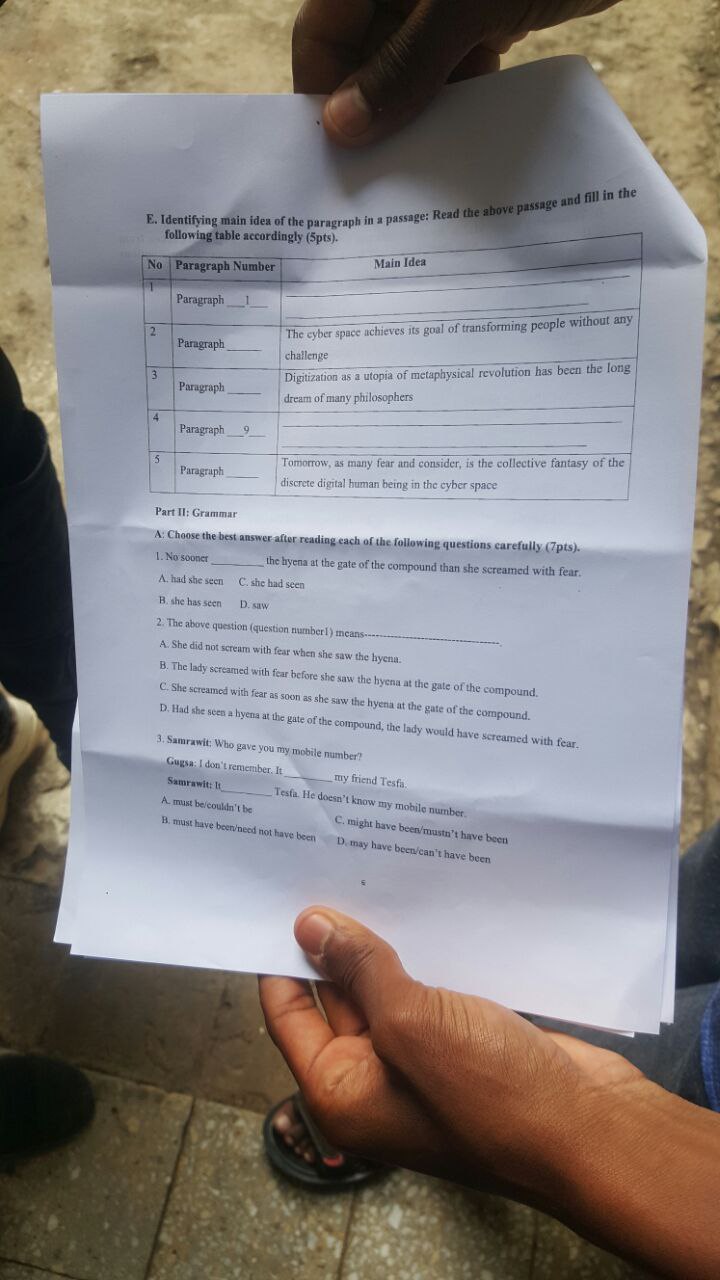 E. Identifying main idea of the paragraph in a passage: Read the above passage and fill in the
following table accordingly (5pts).
No Paragraph Number Main Idea
1
Paragraph ___1___
2 The cyber space achieves its goal of transforming people without any
Paragraph ______
challenge
3 Digitization as a utopia of metaphysical revolution has been the long
Paragraph ______
dream of many philosophers
4
Paragraph ___9___
5 Tomorrow, as many fear and consider, is the collective fantasy of the
Paragraph ______
discrete digital human being in the cyber space
Part II: Grammar
A: Choose the best answer after reading each of the following questions carefully (7pts).
1. No sooner __________ the hyena at the gate of the compound than she screamed with fear.
A. had she seen C. she had seen
B. she has seen D. saw
2. The above question (question number1) means-----------------------------------.
A. She did not scream with fear when she saw the hyena.
B. The lady screamed with fear before she saw the hyena at the gate of the compound.
C. She screamed with fear as soon as she saw the hyena at the gate of the compound.
D. Had she seen a hyena at the gate of the compound, the lady would have screamed with fear.
3. Samrawit: Who gave you my mobile number?
Gugsa: I don't remember. It _________ my friend Tesfa.
Samrawit: It_________ Tesfa. He doesn't know my mobile number.
A. must be/couldn't be C. might have been/mustn't have been
B. must have been/need not have been D. may have been/can't have been
6